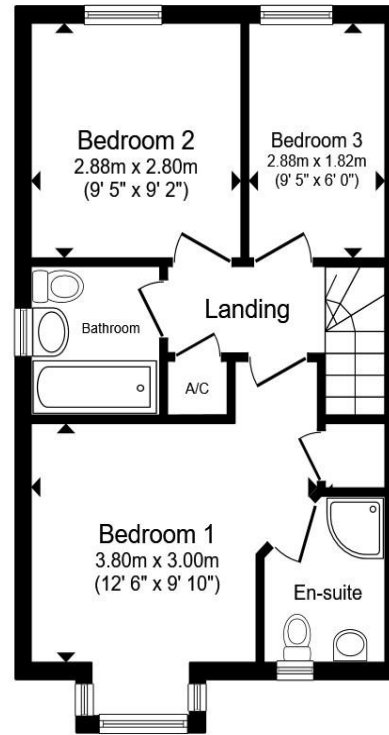 Bedroom 2
2.88m x 2.80m
(9' 5" x 9' 2")
Bedroom 3
2.88m x 1.82m
(9' 5" x 6' 0")
Landing
Bathroom
A/C
Bedroom 1
3.80m x 3.00m
(12' 6" x 9' 10")
En-suite